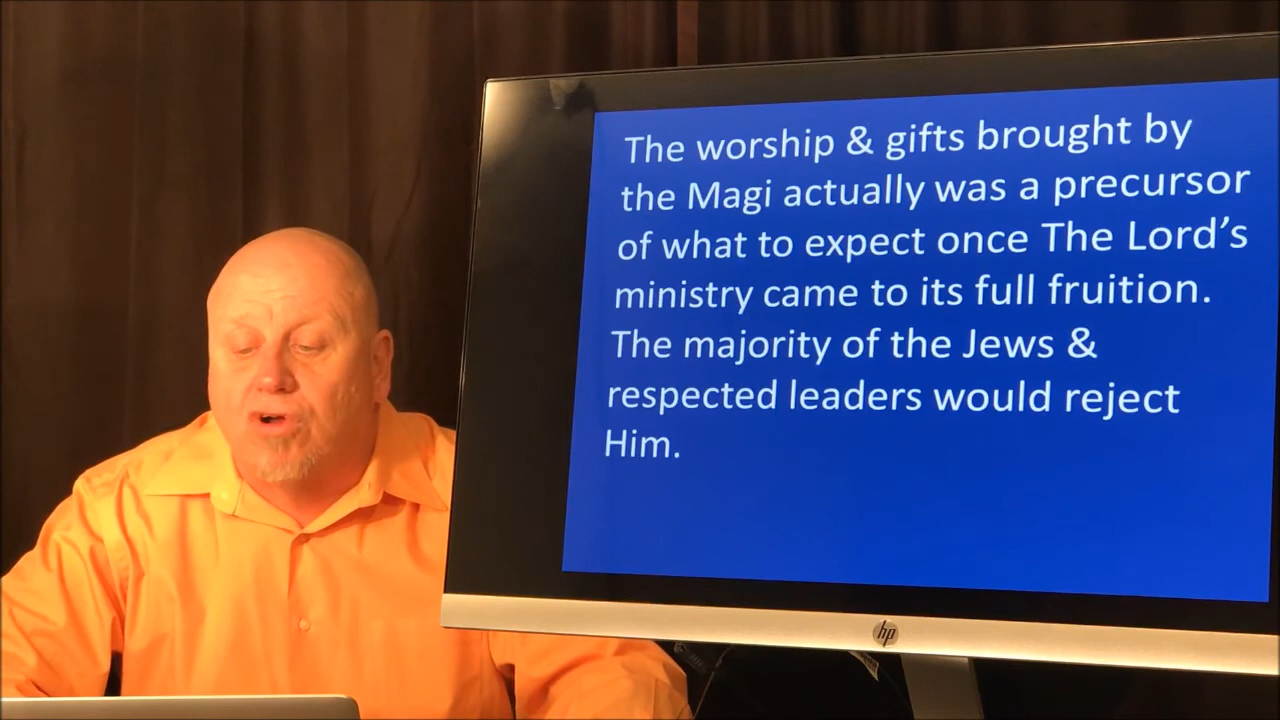 The worship & gifts brought by
the Magi actually was a precursor
of what to expect once The Lord's
ministry came to its full fruition.
The majority of the Jews &
respected leaders would reject
Him.
hp